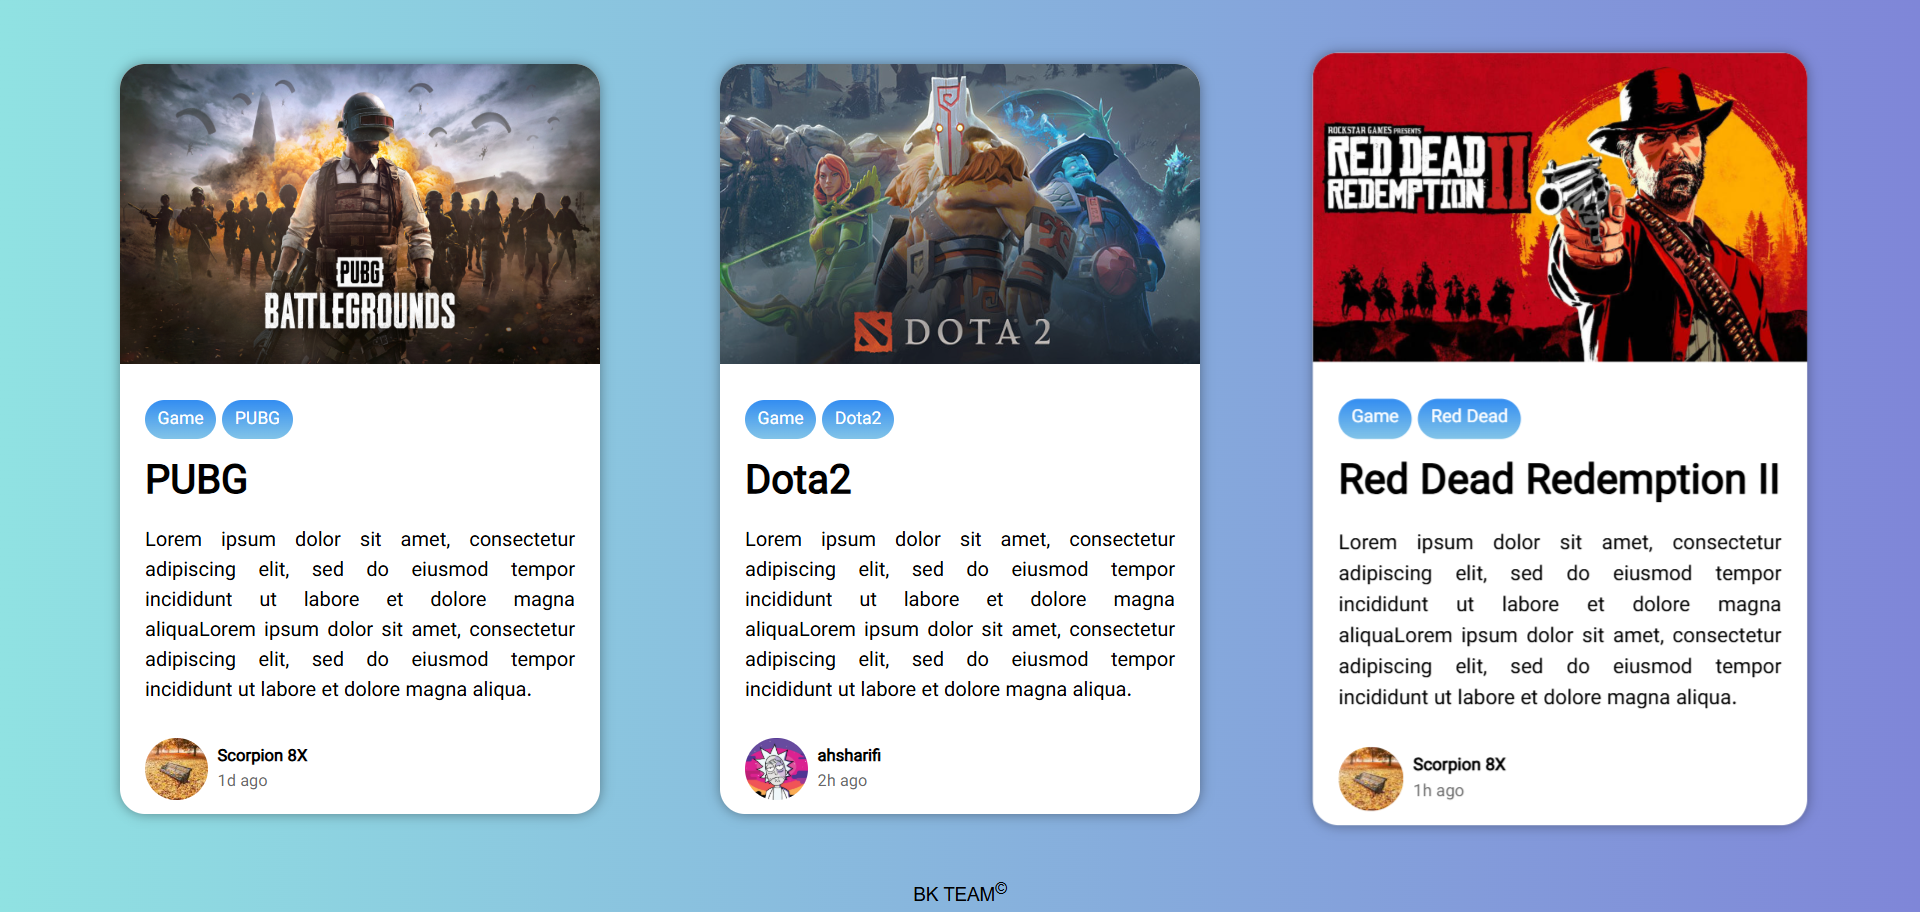 PUBG
BATTLEGROUNDS
Game
PUBG
PUBG
Lorem ipsum dolor sit amet, consectetur
adipiscing elit, sed do eiusmod tempor
incididunt ut labore et dolore magna
aliquaLorem ipsum dolor sit amet, consectetur
adipiscing elit, sed do eiusmod tempor
incididunt ut labore et dolore magna aliqua.
Scorpion 8X
1d ago
DOTA 2
Game
Dota2
Dota2
Lorem ipsum dolor sit amet, consectetur
adipiscing elit, sed do eiusmod tempor
incididunt ut labore et dolore magna
aliquaLorem ipsum dolor sit amet, consectetur
adipiscing elit, sed do eiusmod tempor
incididunt ut labore et dolore magna aliqua.
ahsharifi
2h ago
ROCKSTAR GAMES PRESENTS
RED DEAD
REDEMPTION II
Game
Red Dead
Red Dead Redemption II
Lorem ipsum dolor sit amet, consectetur
adipiscing elit, sed do eiusmod tempor
incididunt ut labore et dolore magna
aliquaLorem ipsum dolor sit amet, consectetur
adipiscing elit, sed do eiusmod tempor
incididunt ut labore et dolore magna aliqua.
Scorpion 8X
1h ago
BK TEAM©